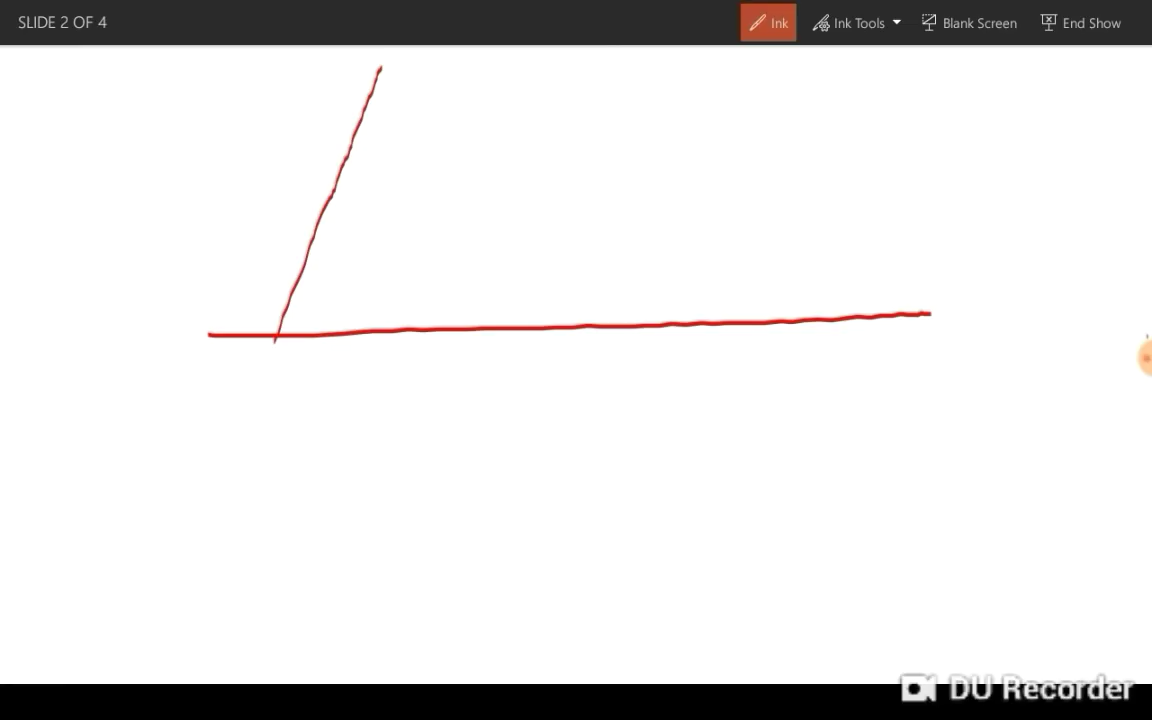 SLIDE 2 OF 4
Ink
Ink Tools
Blank Screen
End Show
DU Recorder